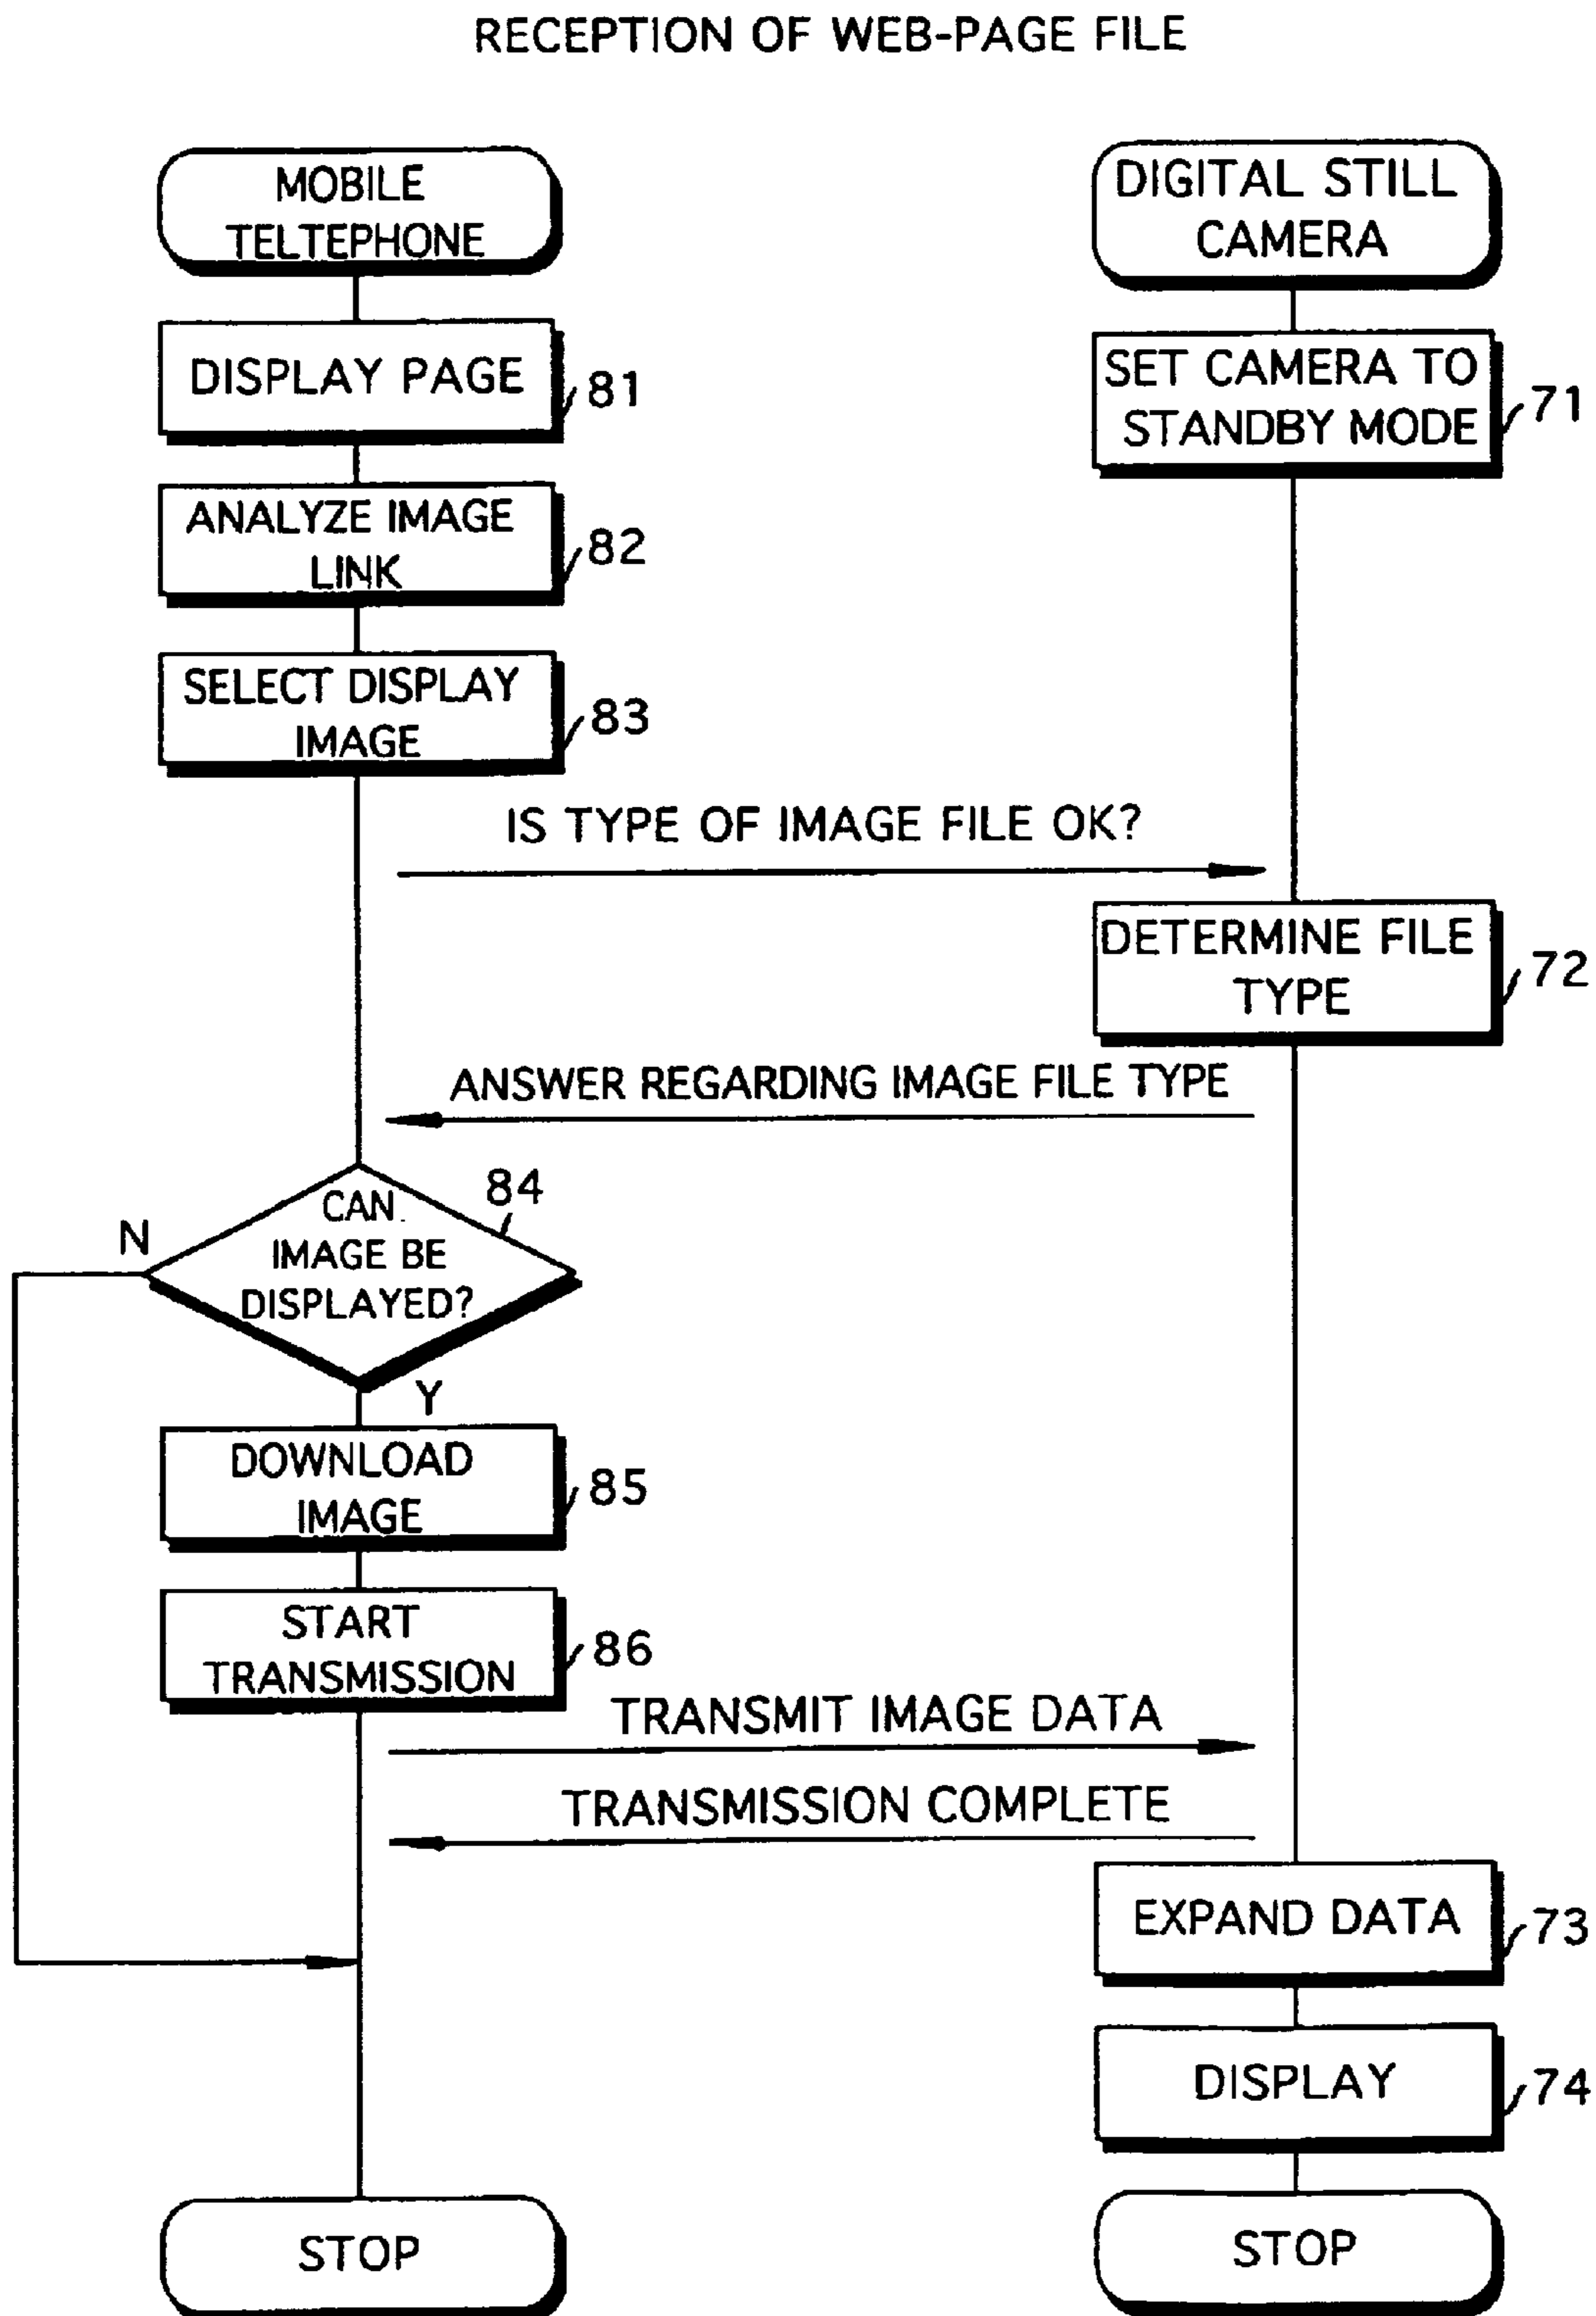 RECEPTION OF WEB-PAGE FILE
MOBILE
TELTEPHONE
DIGITAL STILL
CAMERA
DISPLAY PAGE
81
SET CAMERA TO
STANDBY MODE
71
ANALYZE IMAGE
LINK
82
SELECT DISPLAY
IMAGE
83
IS TYPE OF IMAGE FILE OK?
DETERMINE FILE
TYPE
72
ANSWER REGARDING IMAGE FILE TYPE
84
CAN
IMAGE BE
DISPLAYED?
N
Y
DOWNLOAD
IMAGE
85
START
TRANSMISSION
86
TRANSMIT IMAGE DATA
TRANSMISSION COMPLETE
EXPAND DATA
73
DISPLAY
74
STOP
STOP